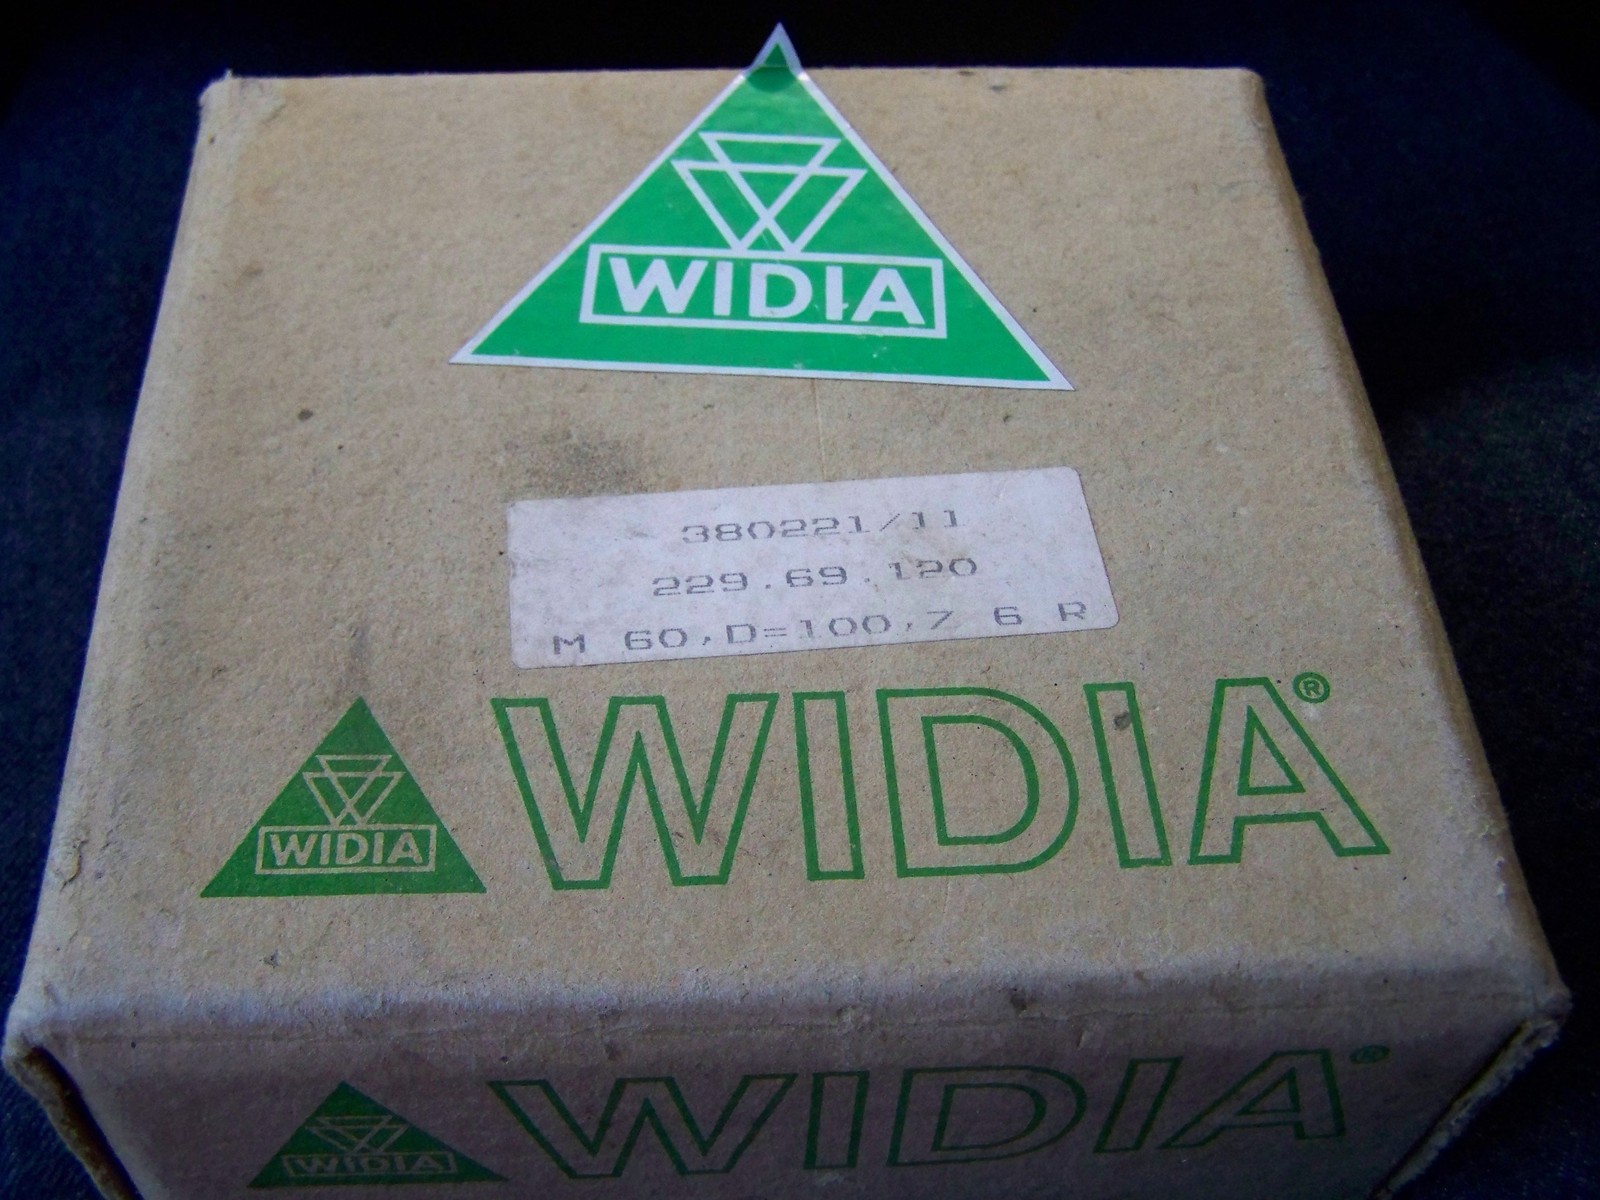 WIDIA
380221/11
229.69.120
M 60,D=100,7 6 R
WIDIA
WIDIA®
WIDIA
WIDIA®